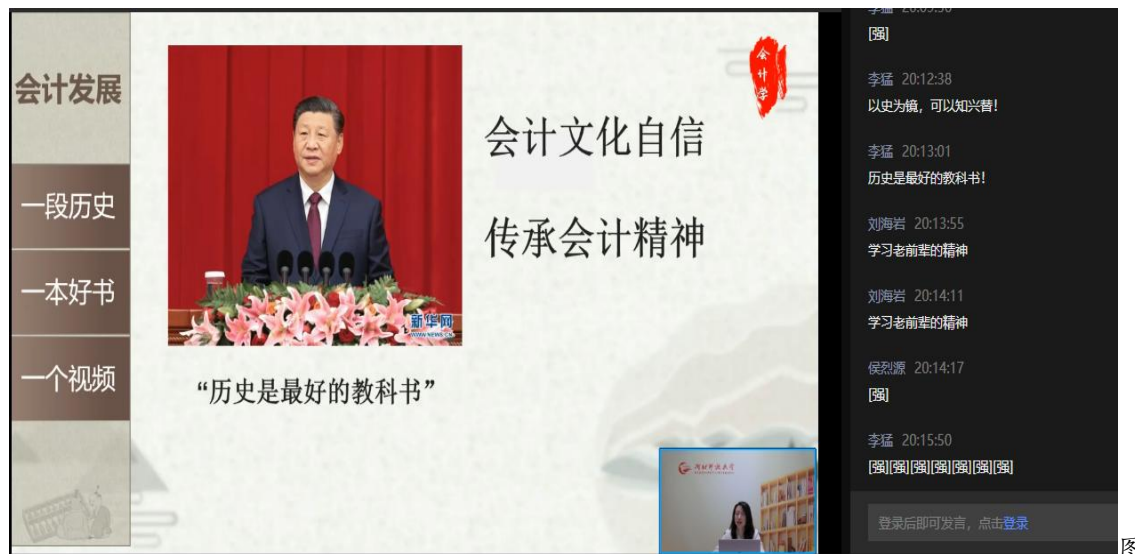 会计发展
一段历史
一本好书
一个视频
新华网
WWW.NEWS.CN
“历史是最好的教科书”
会计文化自信
传承会计精神
会计学
[强]
李猛 20:12:38
以史为镜，可以知兴替！
李猛 20:13:01
历史是最好的教科书！
刘海岩 20:13:55
学习老前辈的精神
刘海岩 20:14:11
学习老前辈的精神
侯烈源 20:14:17
[强]
李猛 20:15:50
[强][强][强][强][强][强][强]
登录后即可发言，点击登录
图